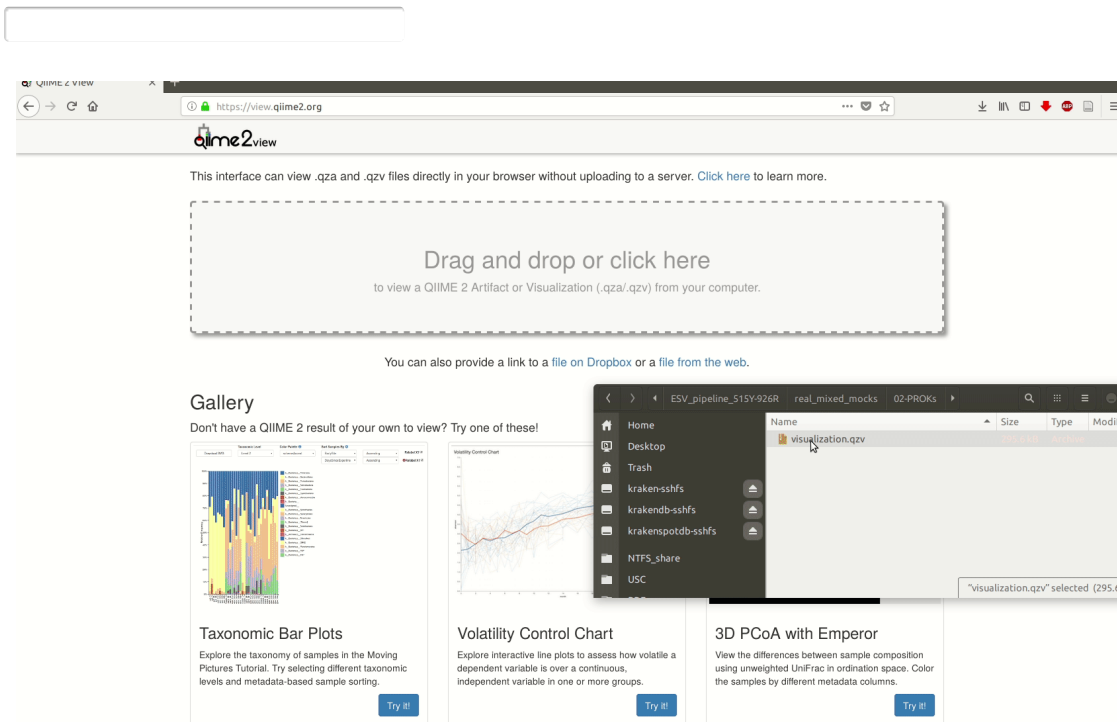 QIIME 2 View
https://view.qiime2.org
qiime2view
This interface can view .qza and .qzv files directly in your browser without uploading to a server. Click here to learn more.
Drag and drop or click here
to view a QIIME 2 Artifact or Visualization (.qza/.qzv) from your computer.
You can also provide a link to a file on Dropbox or a file from the web.
ESV_pipeline_515Y-926R real_mixed_mocks 02-PROKs
Name Size Type Modi
Home
visualization.qzv
Desktop
Trash
kraken-sshfs
krakendb-sshfs
krakenspotdb-sshfs
NTFS_share
USC
"visualization.qzv" selected (295.6
Gallery
Don't have a QIIME 2 result of your own to view? Try one of these!
Volatility Control Chart
Taxonomic Bar Plots
Explore the taxonomy of samples in the Moving
Pictures Tutorial. Try selecting different taxonomic
levels and metadata-based sample sorting.
Try it!
Volatility Control Chart
Explore interactive line plots to assess how volatile a
dependent variable is over a continuous,
independent variable in one or more groups.
Try it!
3D PCoA with Emperor
View the differences between sample composition
using unweighted UniFrac in ordination space. Color
the samples by different metadata columns.
Try it!